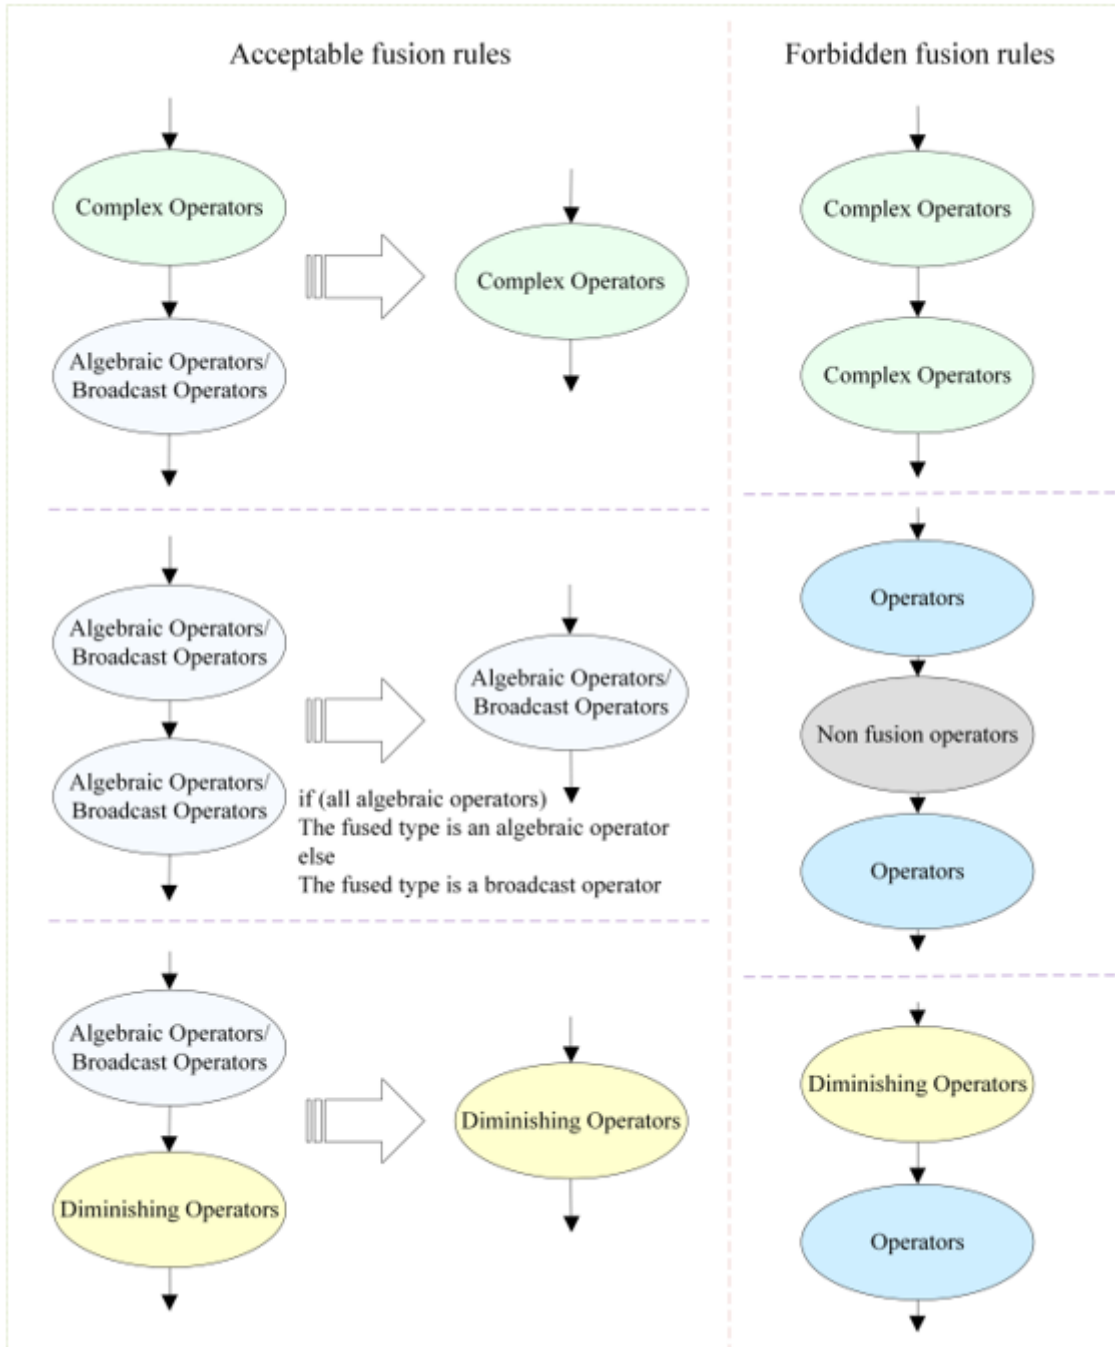 Acceptable fusion rules
Complex Operators
Algebraic Operators/
Broadcast Operators
Complex Operators
Algebraic Operators/
Broadcast Operators
Algebraic Operators/
Broadcast Operators
Algebraic Operators/
Broadcast Operators
if (all algebraic operators)
The fused type is an algebraic operator
else
The fused type is a broadcast operator
Algebraic Operators/
Broadcast Operators
Diminishing Operators
Diminishing Operators
Forbidden fusion rules
Complex Operators
Complex Operators
Operators
Non fusion operators
Operators
Diminishing Operators
Operators